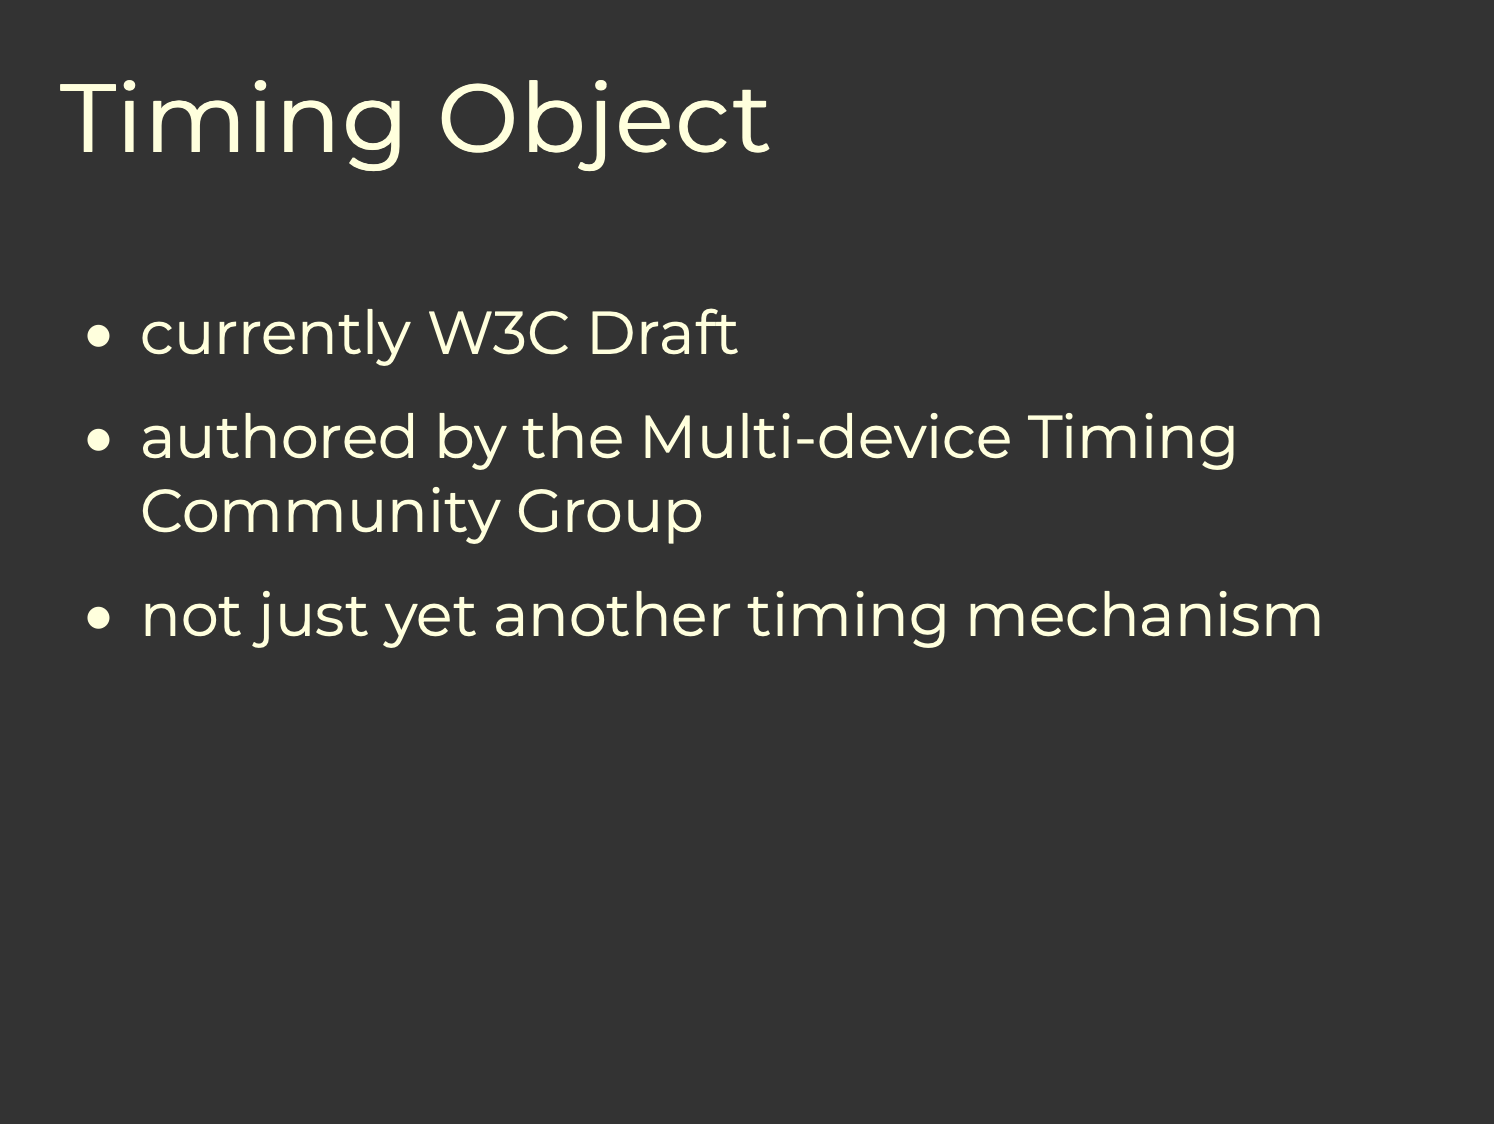 Timing Object
• currently W3C Draft
• authored by the Multi-device Timing
Community Group
• not just yet another timing mechanism